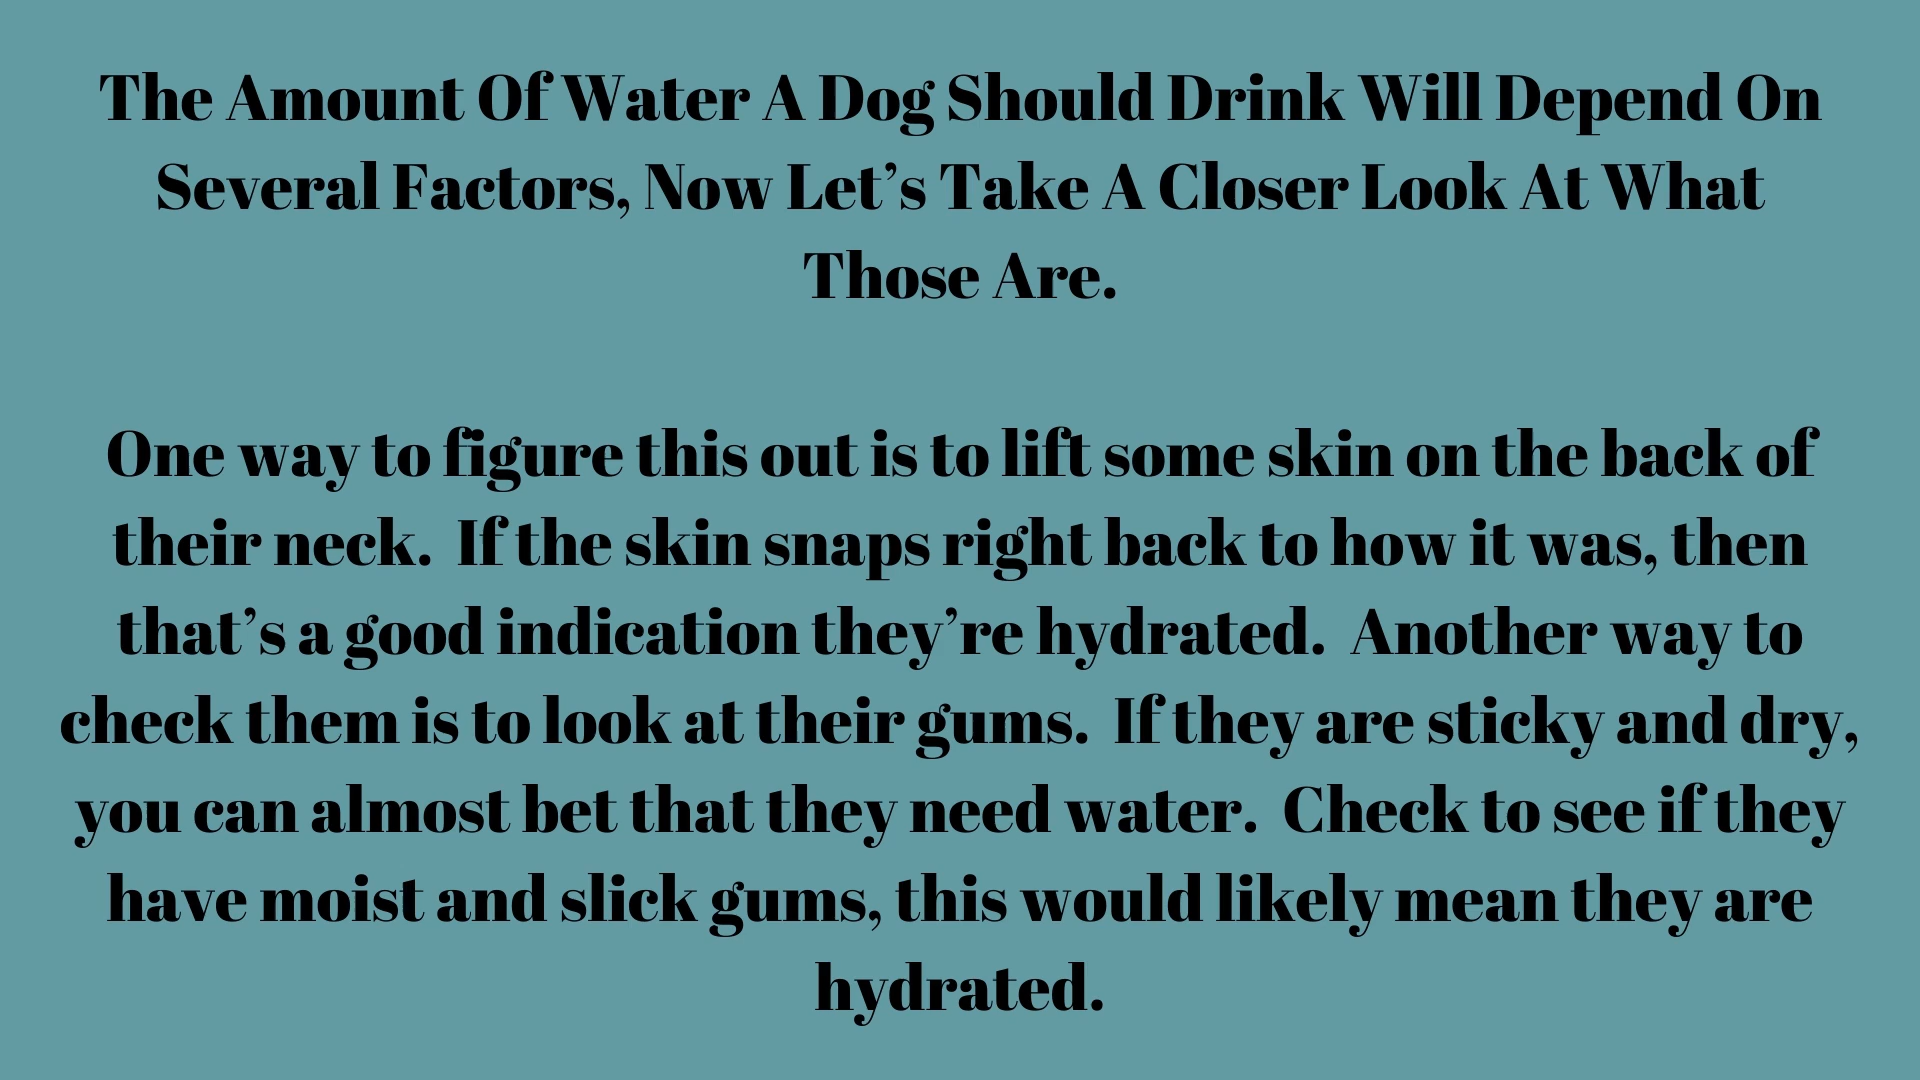 The Amount Of Water A Dog Should Drink Will Depend On
Several Factors, Now Let’s Take A Closer Look At What
Those Are.
One way to figure this out is to lift some skin on the back of
their neck.  If the skin snaps right back to how it was, then
that’s a good indication they’re hydrated.  Another way to
check them is to look at their gums.  If they are sticky and dry,
you can almost bet that they need water.  Check to see if they
have moist and slick gums, this would likely mean they are
hydrated.